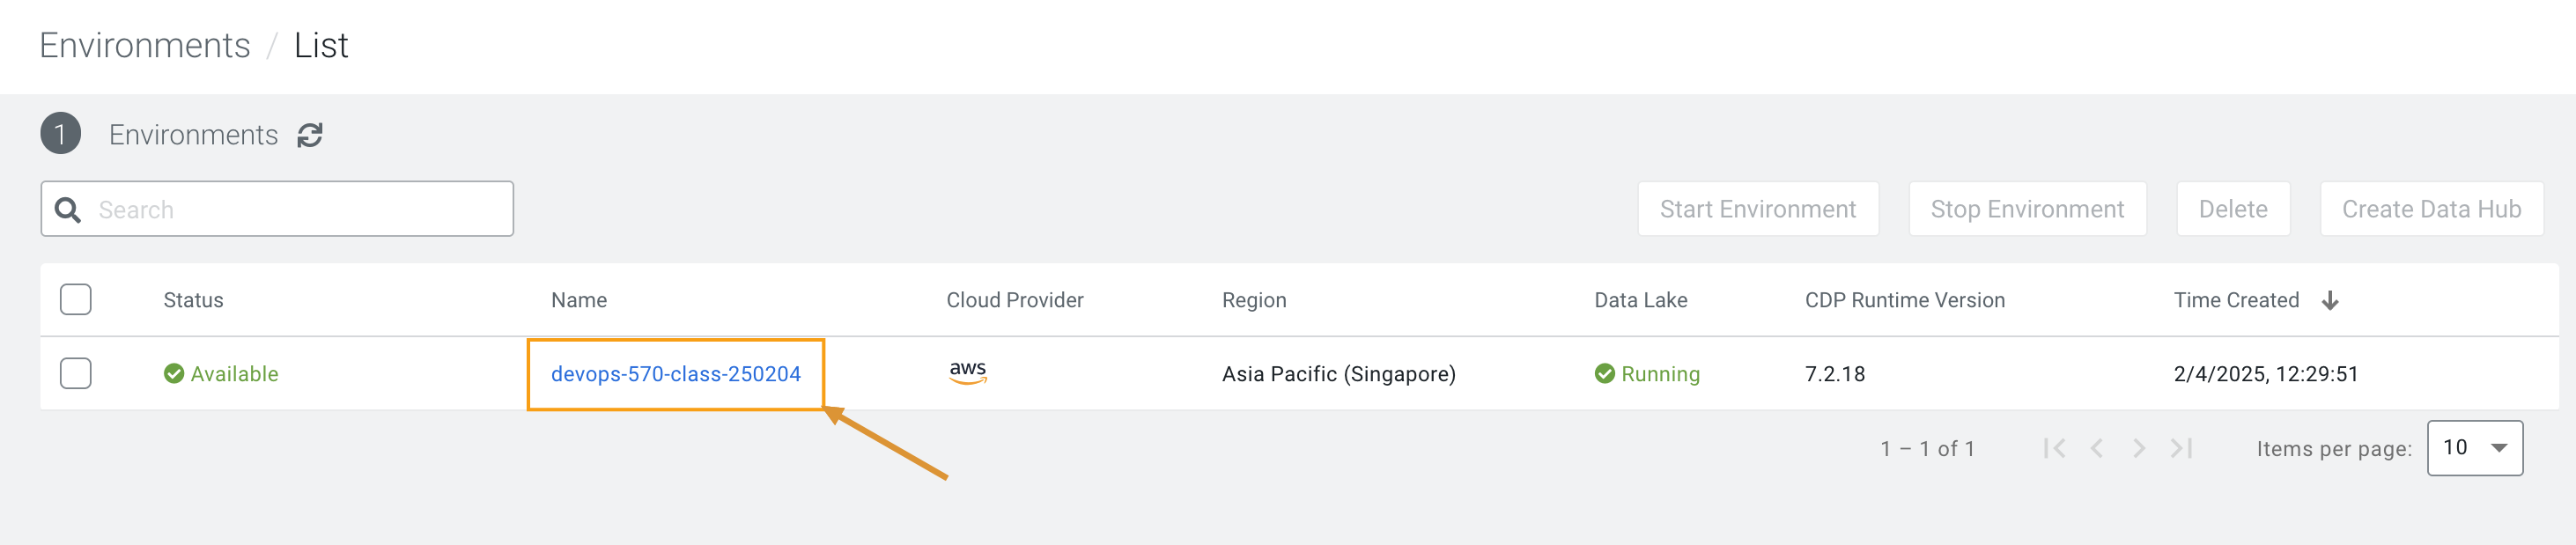 Environments / List
1 Environments
Search
Start Environment Stop Environment Delete Create Data Hub
Status Name Cloud Provider Region Data Lake CDP Runtime Version Time Created
Available devops-570-class-250204 aws Asia Pacific (Singapore) Running 7.2.18 2/4/2025, 12:29:51
1 – 1 of 1 Items per page: 10